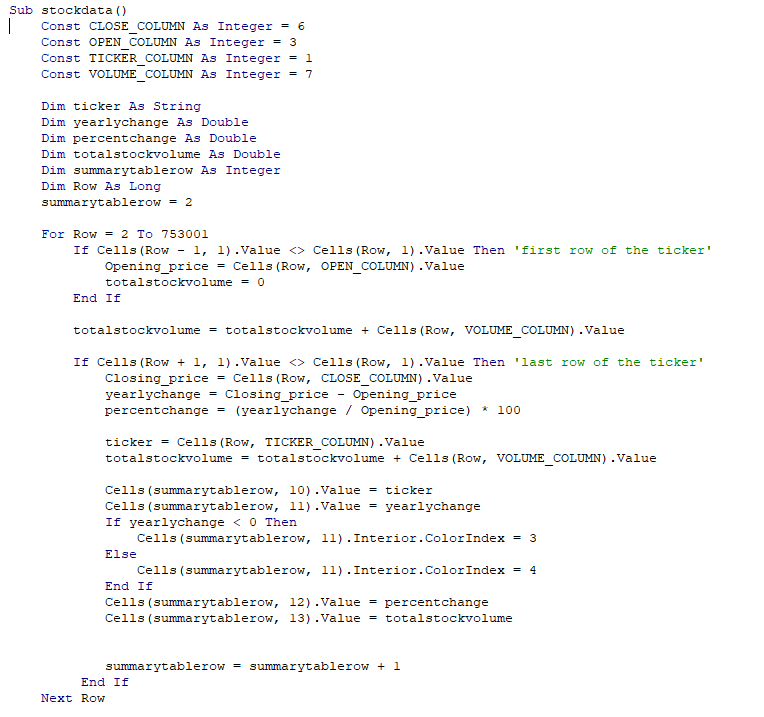 Sub stockdata()
    Const CLOSE_COLUMN As Integer = 6
    Const OPEN_COLUMN As Integer = 3
    Const TICKER_COLUMN As Integer = 1
    Const VOLUME_COLUMN As Integer = 7

    Dim ticker As String
    Dim yearlychange As Double
    Dim percentchange As Double
    Dim totalstockvolume As Double
    Dim summarytablerow As Integer
    Dim Row As Long
    summarytablerow = 2

    For Row = 2 To 753001
        If Cells(Row - 1, 1).Value <> Cells(Row, 1).Value Then 'first row of the ticker'
            Opening_price = Cells(Row, OPEN_COLUMN).Value
            totalstockvolume = 0
        End If

        totalstockvolume = totalstockvolume + Cells(Row, VOLUME_COLUMN).Value

        If Cells(Row + 1, 1).Value <> Cells(Row, 1).Value Then 'last row of the ticker'
            Closing_price = Cells(Row, CLOSE_COLUMN).Value
            yearlychange = Closing_price - Opening_price
            percentchange = (yearlychange / Opening_price) * 100

            ticker = Cells(Row, TICKER_COLUMN).Value
            totalstockvolume = totalstockvolume + Cells(Row, VOLUME_COLUMN).Value

            Cells(summarytablerow, 10).Value = ticker
            Cells(summarytablerow, 11).Value = yearlychange
            If yearlychange < 0 Then
                Cells(summarytablerow, 11).Interior.ColorIndex = 3
            Else
                Cells(summarytablerow, 11).Interior.ColorIndex = 4
            End If
            Cells(summarytablerow, 12).Value = percentchange
            Cells(summarytablerow, 13).Value = totalstockvolume


            summarytablerow = summarytablerow + 1
         End If
    Next Row